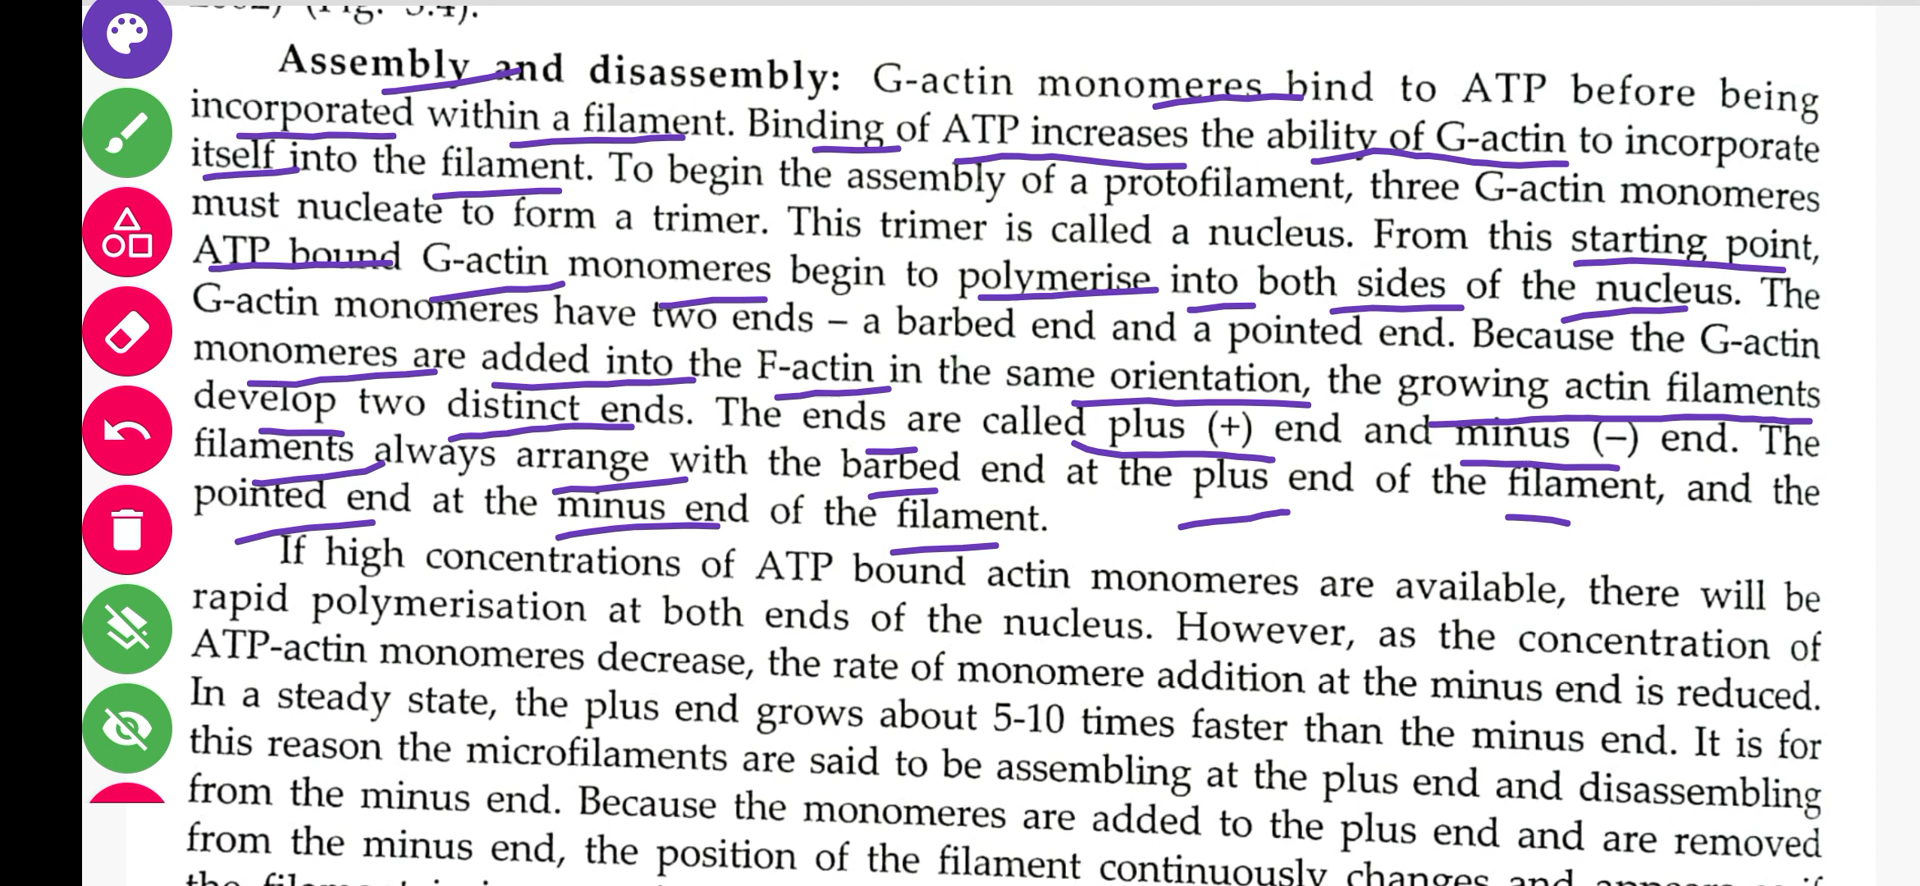 (Fig. 3.4).
Assembly and disassembly: G-actin monomeres bind to ATP before being
incorporated within a filament. Binding of ATP increases the ability of G-actin to incorporate
itself into the filament. To begin the assembly of a protofilament, three G-actin monomeres
must nucleate to form a trimer. This trimer is called a nucleus. From this starting point,
ATP bound G-actin monomeres begin to polymerise into both sides of the nucleus. The
G-actin monomeres have two ends – a barbed end and a pointed end. Because the G-actin
monomeres are added into the F-actin in the same orientation, the growing actin filaments
develop two distinct ends. The ends are called plus (+) end and minus (–) end. The
filaments always arrange with the barbed end at the plus end of the filament, and the
pointed end at the minus end of the filament.
If high concentrations of ATP bound actin monomeres are available, there will be
rapid polymerisation at both ends of the nucleus. However, as the concentration of
ATP-actin monomeres decrease, the rate of monomere addition at the minus end is reduced.
In a steady state, the plus end grows about 5-10 times faster than the minus end. It is for
this reason the microfilaments are said to be assembling at the plus end and disassembling
from the minus end. Because the monomeres are added to the plus end and are removed
from the minus end, the position of the filament continuously changes and